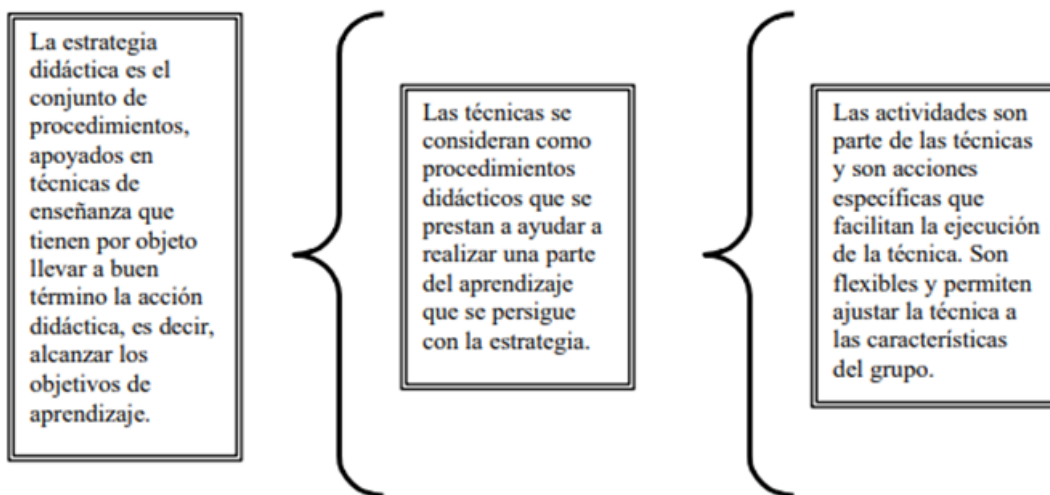 La estrategia
didáctica es el
conjunto de
procedimientos,
apoyados en
técnicas de
enseñanza que
tienen por objeto
llevar a buen
término la acción
didáctica, es decir,
alcanzar los
objetivos de
aprendizaje.
Las técnicas se
consideran como
procedimientos
didácticos que se
prestan a ayudar a
realizar una parte
del aprendizaje
que se persigue
con la estrategia.
Las actividades son
parte de las técnicas
y son acciones
específicas que
facilitan la ejecución
de la técnica. Son
flexibles y permiten
ajustar la técnica a
las características
del grupo.